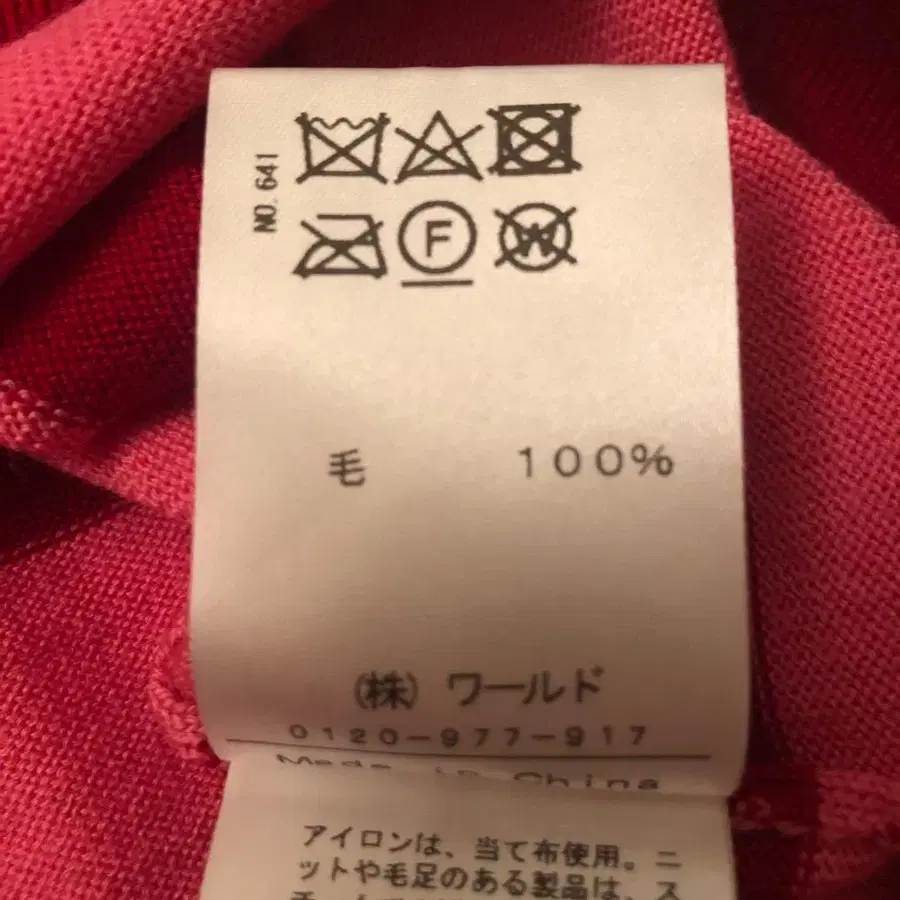 NO.641
F
W
毛 100%
(株) ワールド
0120-977-917
Made in China
アイロンは、当て布使用。ニ
ットや毛足のある製品は、ス